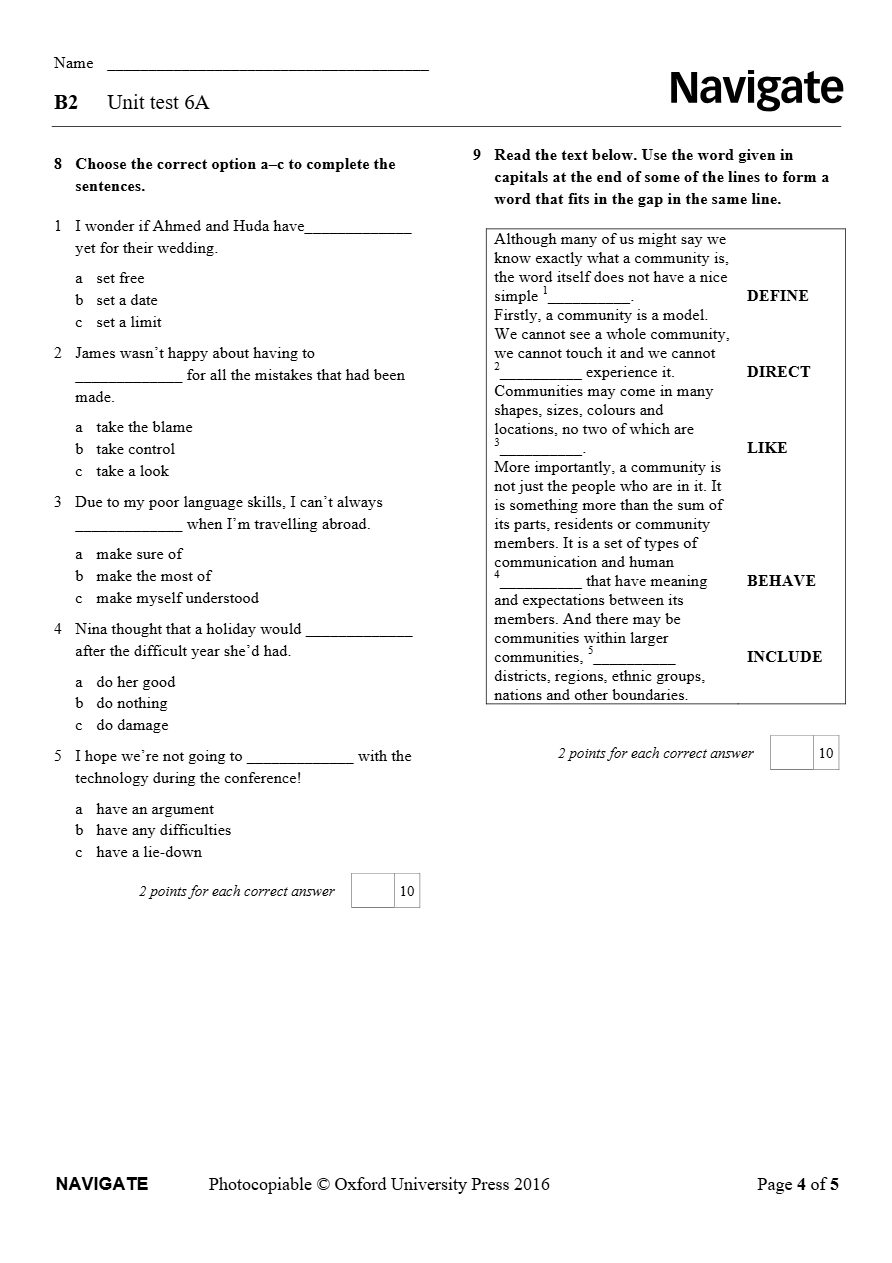 Name _______________________________________
B2 Unit test 6A
Navigate
8 Choose the correct option a–c to complete the
sentences.
1 I wonder if Ahmed and Huda have_____________
yet for their wedding.
a set free
b set a date
c set a limit
2 James wasn’t happy about having to
_____________ for all the mistakes that had been
made.
a take the blame
b take control
c take a look
3 Due to my poor language skills, I can’t always
_____________ when I’m travelling abroad.
a make sure of
b make the most of
c make myself understood
4 Nina thought that a holiday would _____________
after the difficult year she’d had.
a do her good
b do nothing
c do damage
5 I hope we’re not going to _____________ with the
technology during the conference!
a have an argument
b have any difficulties
c have a lie-down
2 points for each correct answer 10
9 Read the text below. Use the word given in
capitals at the end of some of the lines to form a
word that fits in the gap in the same line.
Although many of us might say we
know exactly what a community is,
the word itself does not have a nice
simple 1__________. DEFINE
Firstly, a community is a model.
We cannot see a whole community,
we cannot touch it and we cannot
2__________ experience it. DIRECT
Communities may come in many
shapes, sizes, colours and
locations, no two of which are
3__________. LIKE
More importantly, a community is
not just the people who are in it. It
is something more than the sum of
its parts, residents or community
members. It is a set of types of
communication and human
4__________ that have meaning BEHAVE
and expectations between its
members. And there may be
communities within larger
communities, 5__________ INCLUDE
districts, regions, ethnic groups,
nations and other boundaries.
2 points for each correct answer 10
NAVIGATE Photocopiable © Oxford University Press 2016 Page 4 of 5